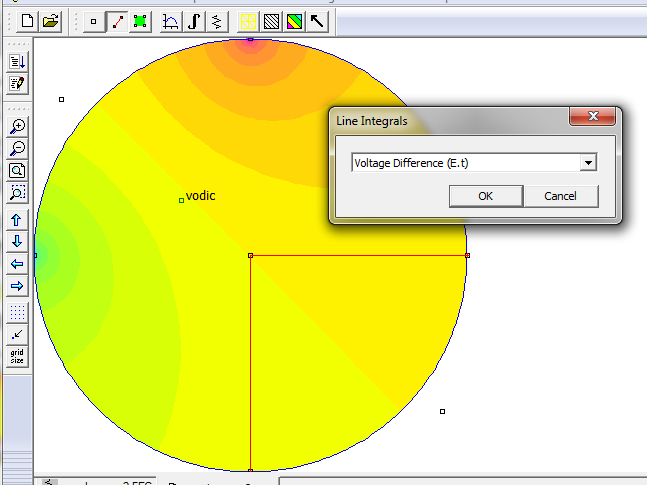 Line Integrals
Voltage Difference (E.t)
vodic
OK
Cancel
grid
size